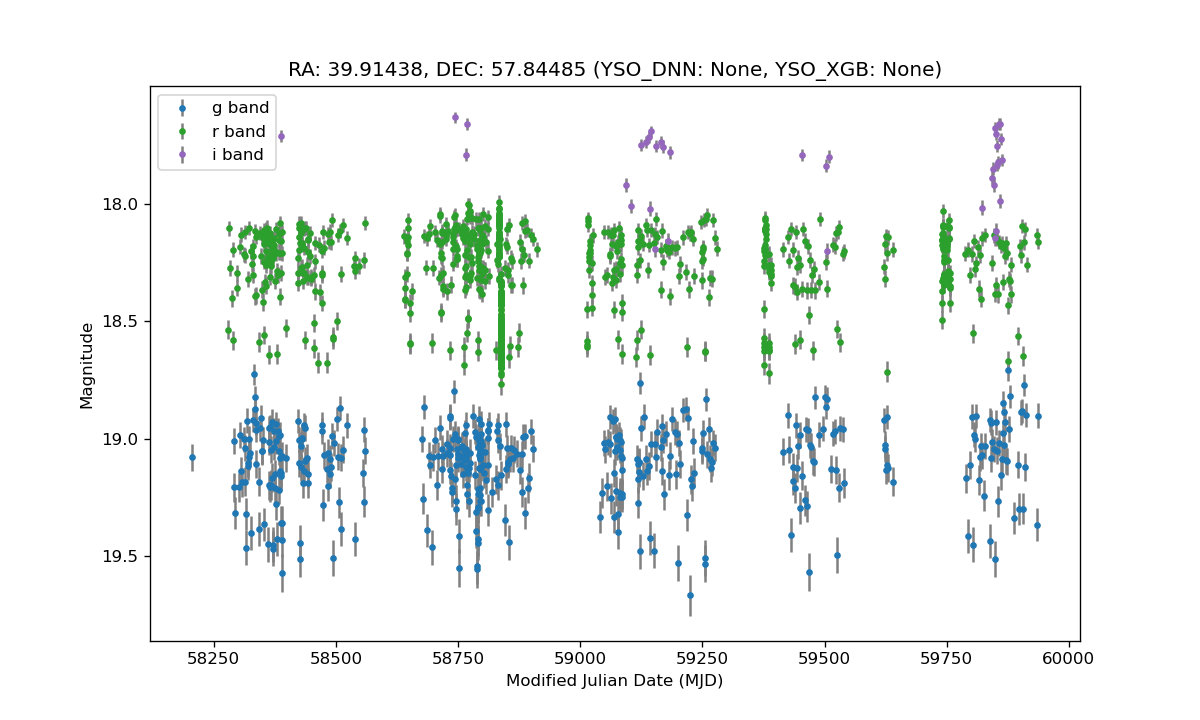 RA: 39.91438, DEC: 57.84485 (YSO_DNN: None, YSO_XGB: None)
g band
r band
i band
18.0
18.5
19.0
19.5
Magnitude
58250 58500 58750 59000 59250 59500 59750 60000
Modified Julian Date (MJD)